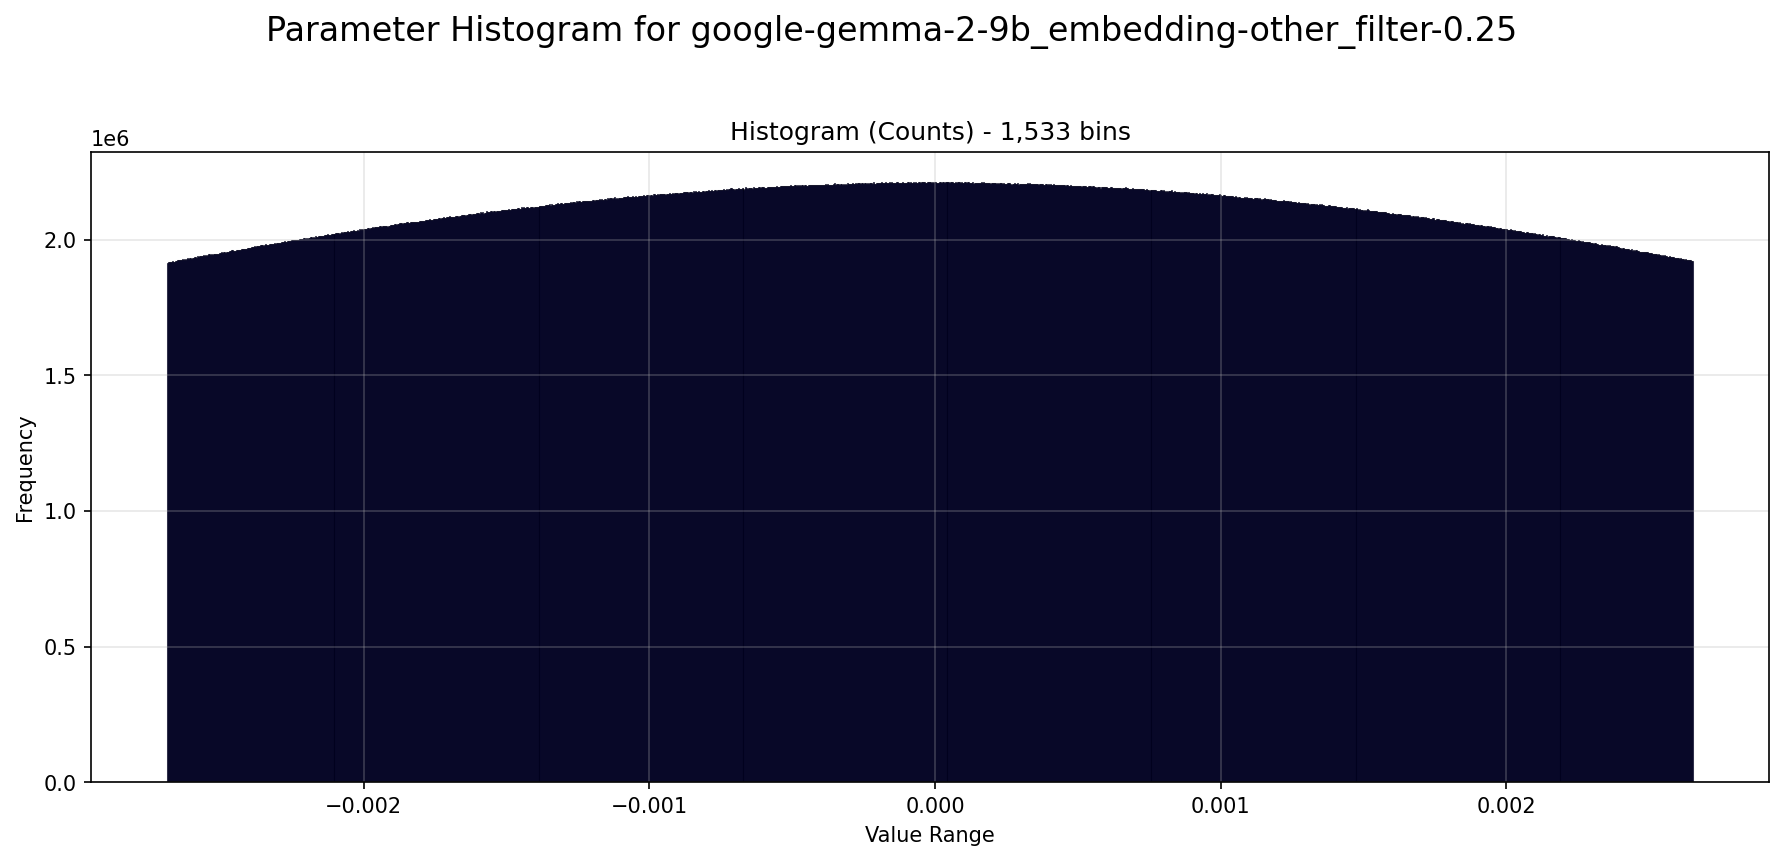 Parameter Histogram for google-gemma-2-9b_embedding-other_filter-0.25
Histogram (Counts) - 1,533 bins
1e6
2.0
1.5
1.0
0.5
0.0
Frequency
−0.002
−0.001
0.000
0.001
0.002
Value Range